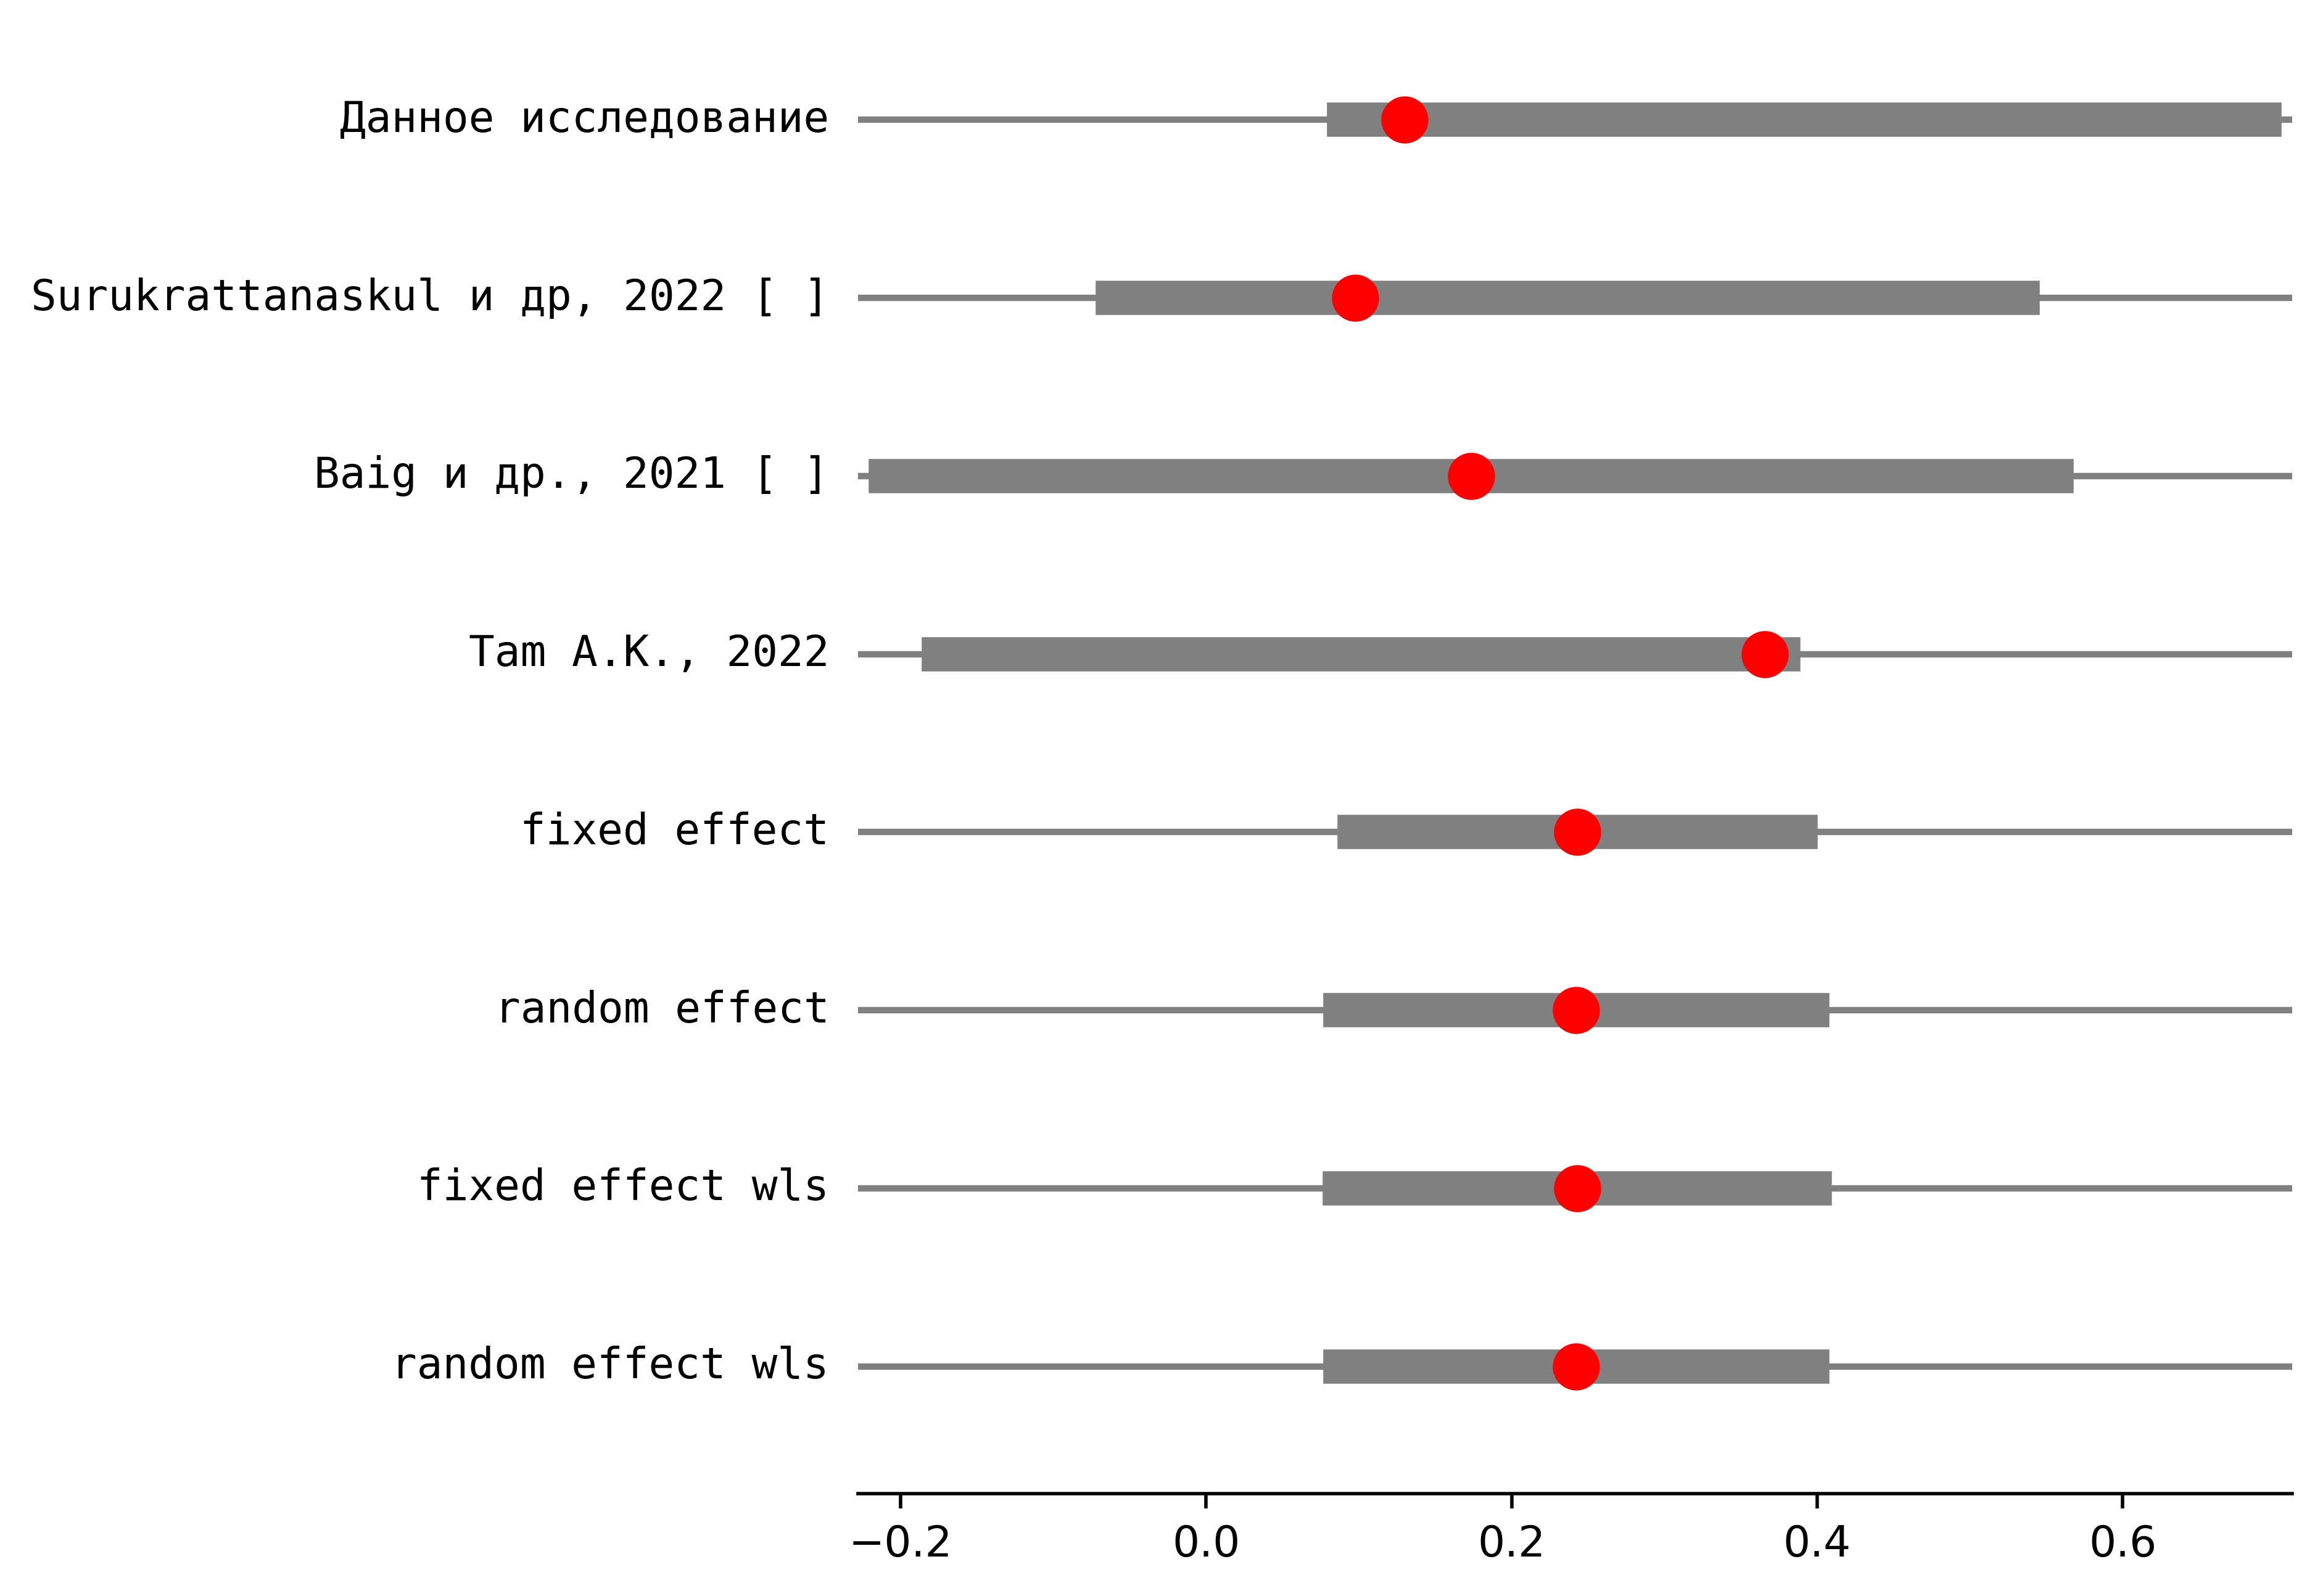 Данное исследование
Surukrattanaskul и др, 2022 [ ]
Baig и др., 2021 [ ]
Tam A.K., 2022
fixed effect
random effect
fixed effect wls
random effect wls
−0.2 0.0 0.2 0.4 0.6